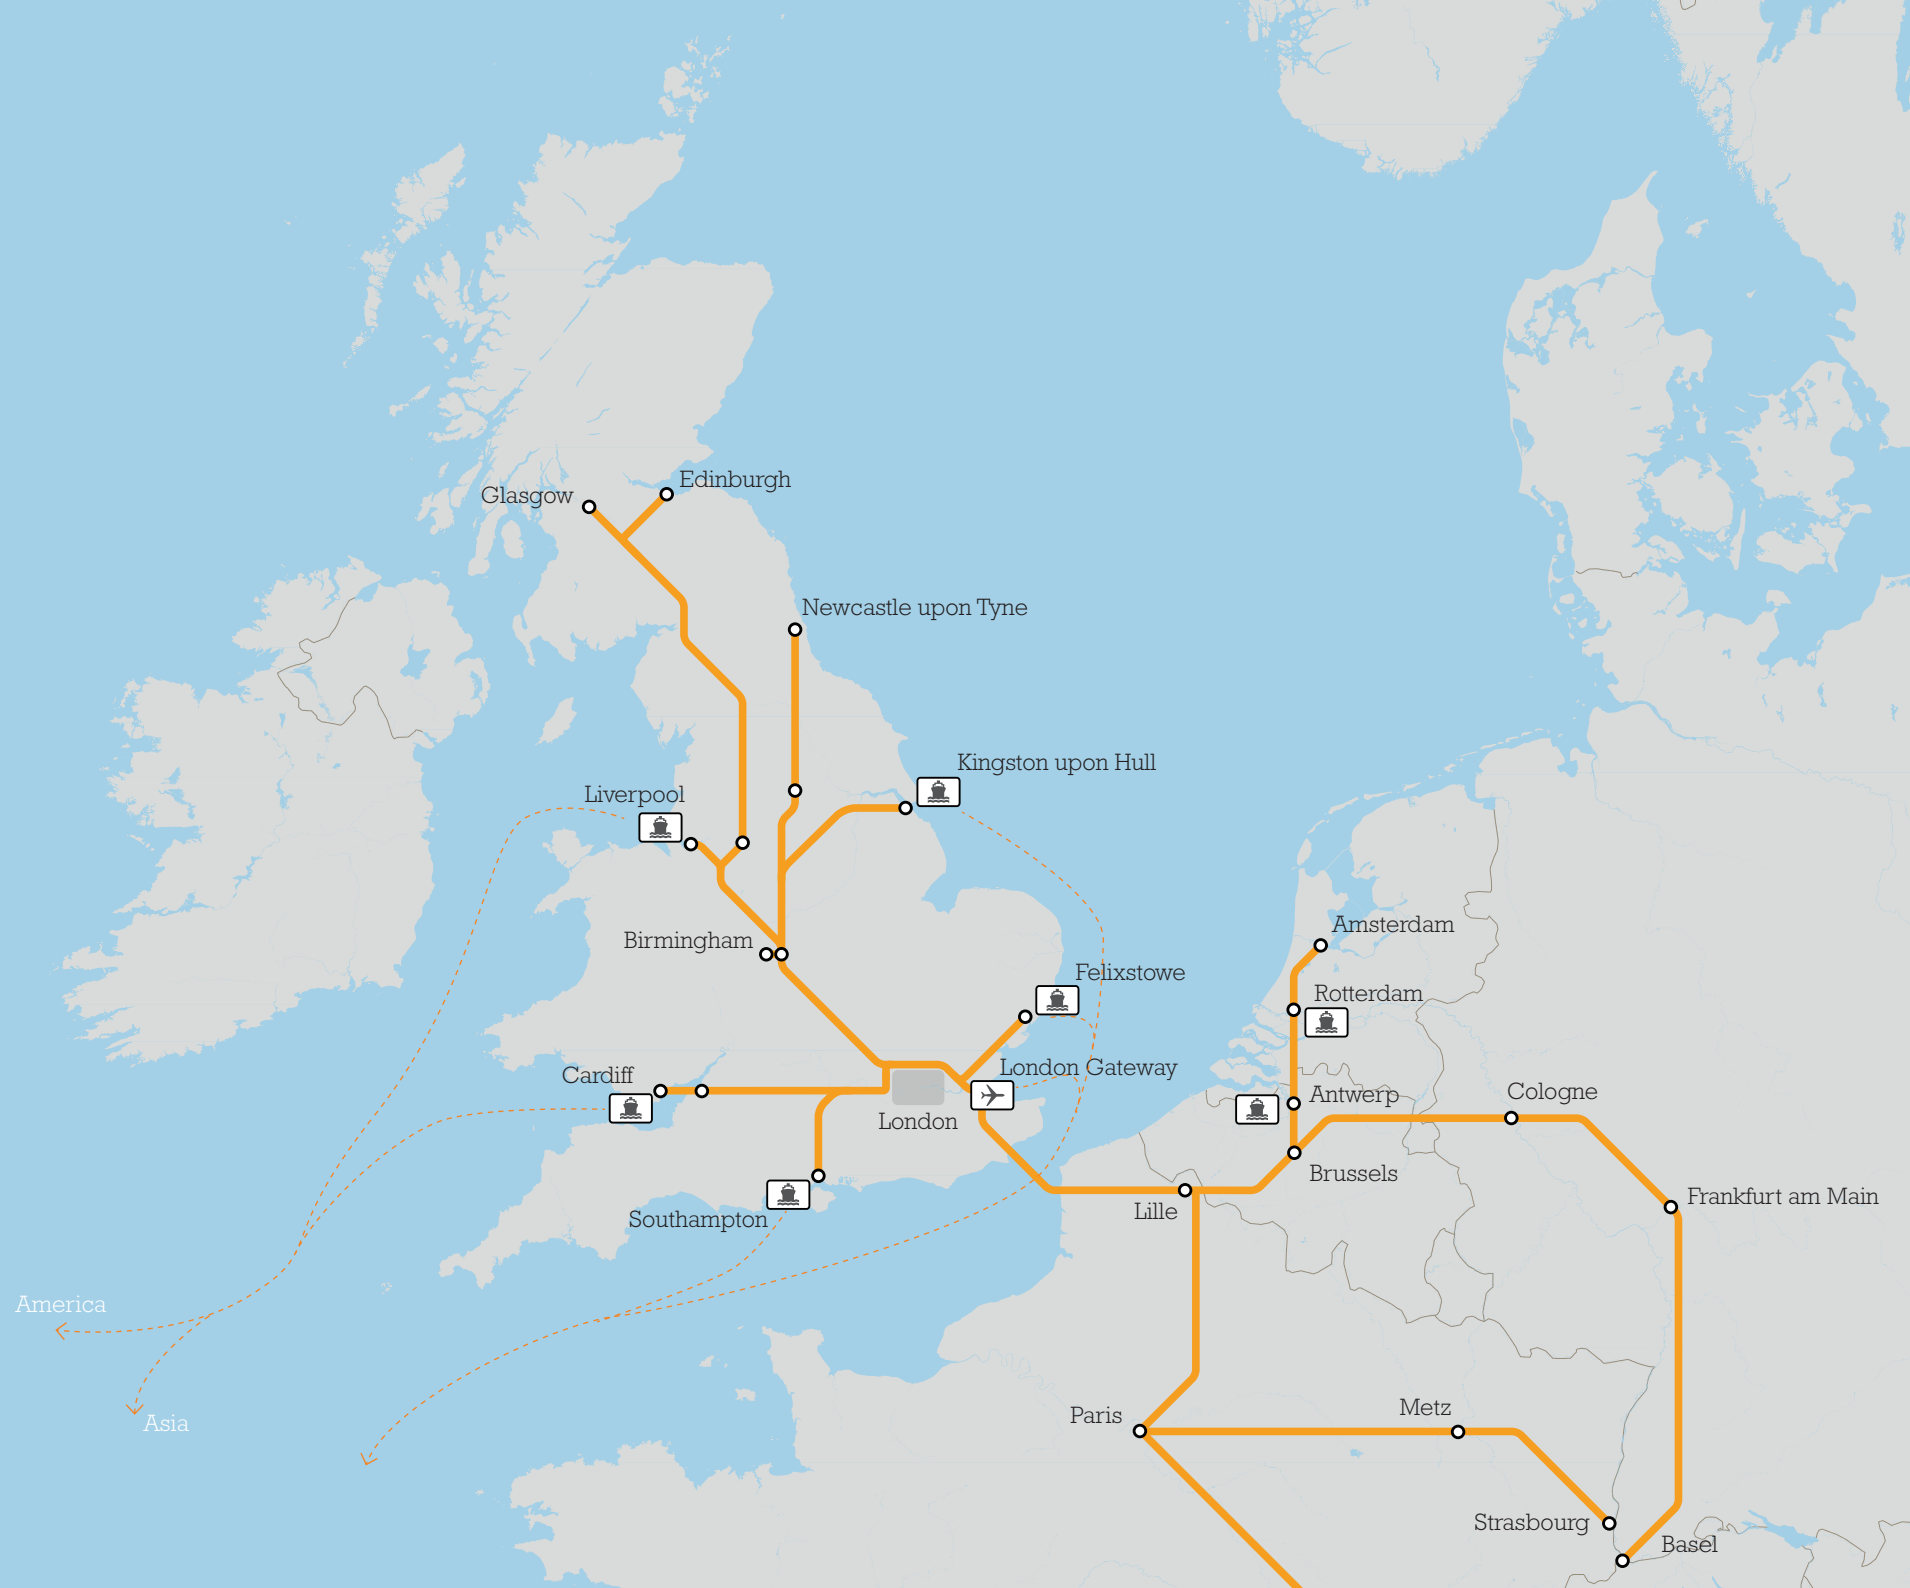 Edinburgh
Glasgow
Newcastle upon Tyne
Kingston upon Hull
Liverpool
Amsterdam
Birmingham
Felixstowe
Rotterdam
London Gateway
Cardiff
Cologne
Antwerp
London
Brussels
Frankfurt am Main
Lille
Southampton
America
Metz
Paris
Asia
Strasbourg
Basel